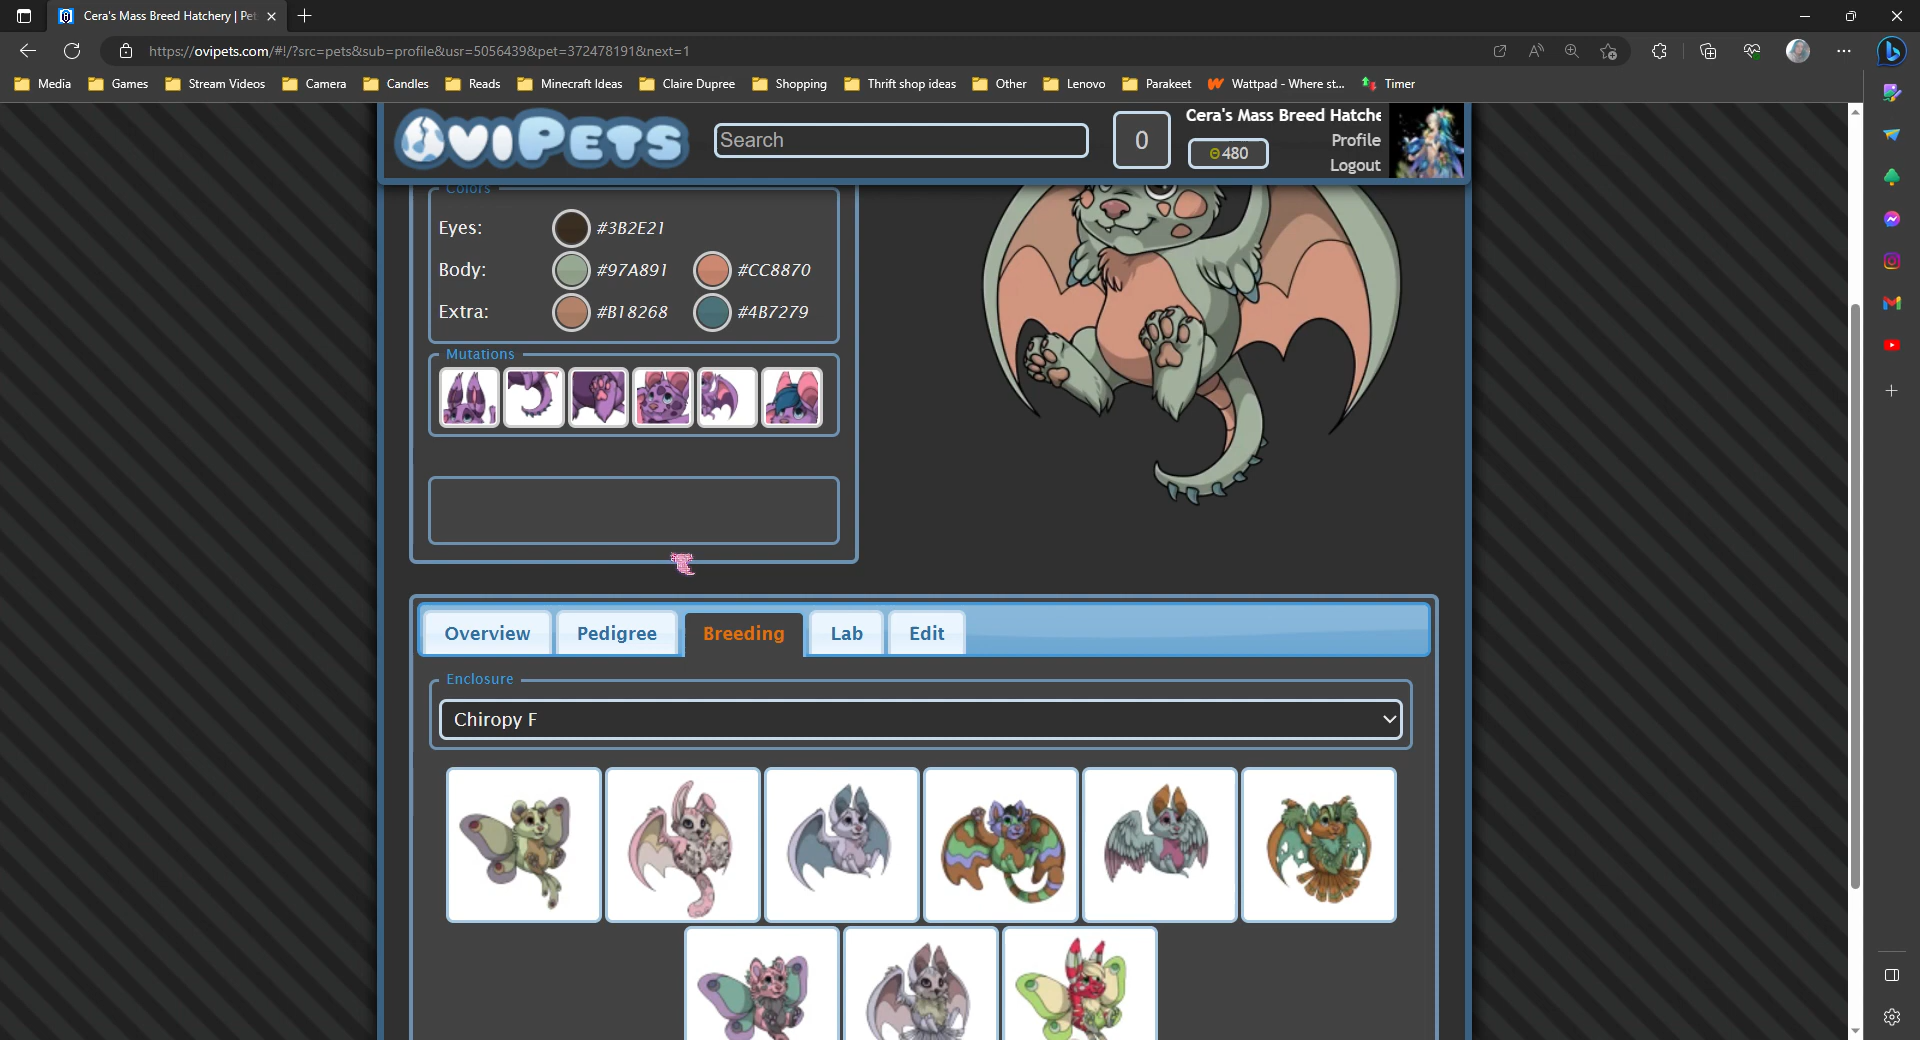 Cera's Mass Breed Hatchery | Pet
https://ovipets.com/#!/?src=pets&sub=profile&usr=5056439&pet=372478191&next=1
Media Games Stream Videos Camera Candles Reads Minecraft Ideas Claire Dupree Shopping Thrift shop ideas Other Lenovo Parakeet Wattpad - Where st... Timer
OviPets
Search
0
Cera's Mass Breed Hatche
480
Profile
Logout
Colors
Eyes: #3B2E21
Body: #97A891 #CC8870
Extra: #B18268 #4B7279
Mutations
Overview Pedigree Breeding Lab Edit
Enclosure
Chiropy F